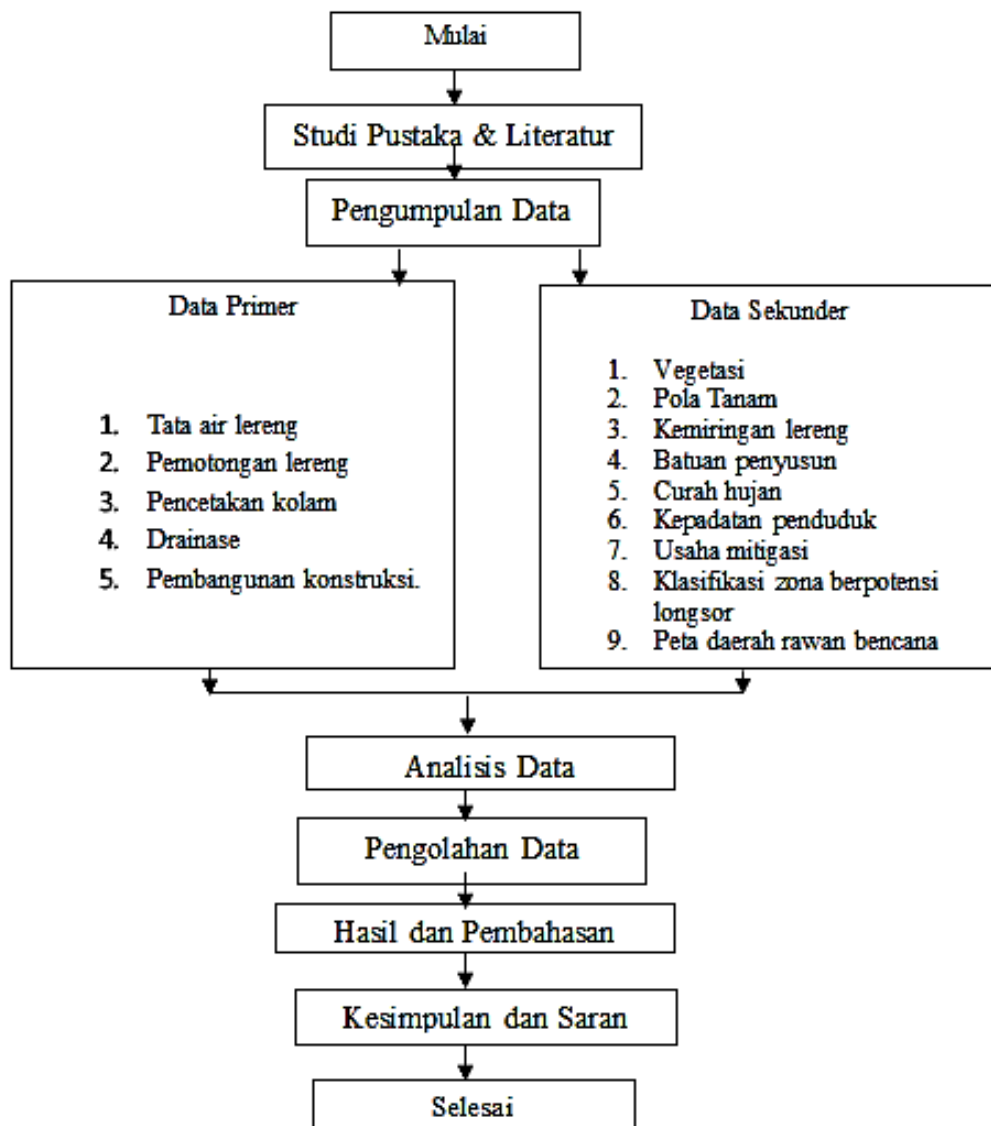 Mulai
Studi Pustaka & Literatur
Pengumpulan Data
Data Primer
1. Tata air lereng
2. Pemotongan lereng
3. Pencetakan kolam
4. Drainase
5. Pembangunan konstruksi.
Data Sekunder
1. Vegetasi
2. Pola Tanam
3. Kemiringan lereng
4. Batuan penyusun
5. Curah hujan
6. Kepadatan penduduk
7. Usaha mitigasi
8. Klasifikasi zona berpotensi
longsor
9. Peta daerah rawan bencana
Analisis Data
Pengolahan Data
Hasil dan Pembahasan
Kesimpulan dan Saran
Selesai